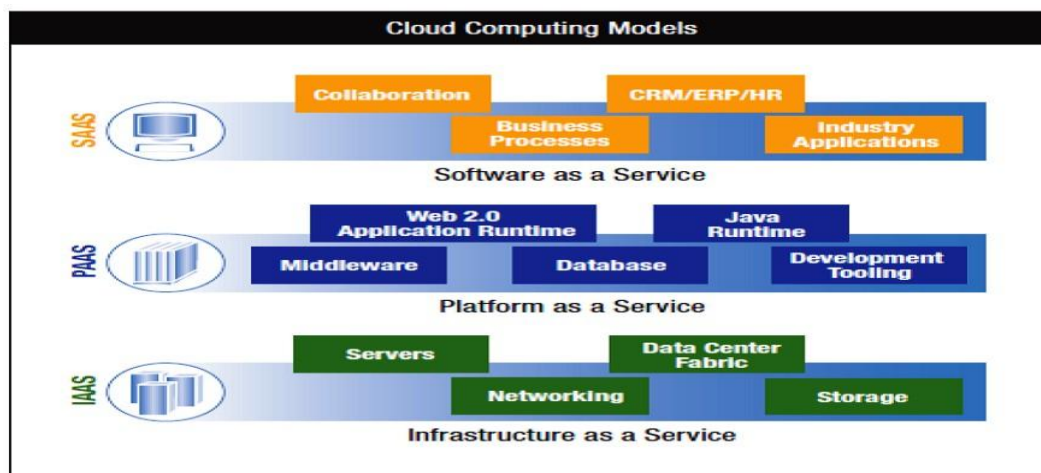 Cloud Computing Models
SAAS
Collaboration
CRM/ERP/HR
Business
Processes
Industry
Applications
Software as a Service
PAAS
Web 2.0
Application Runtime
Java
Runtime
Middleware
Database
Development
Tooling
Platform as a Service
IAAS
Servers
Data Center
Fabric
Networking
Storage
Infrastructure as a Service